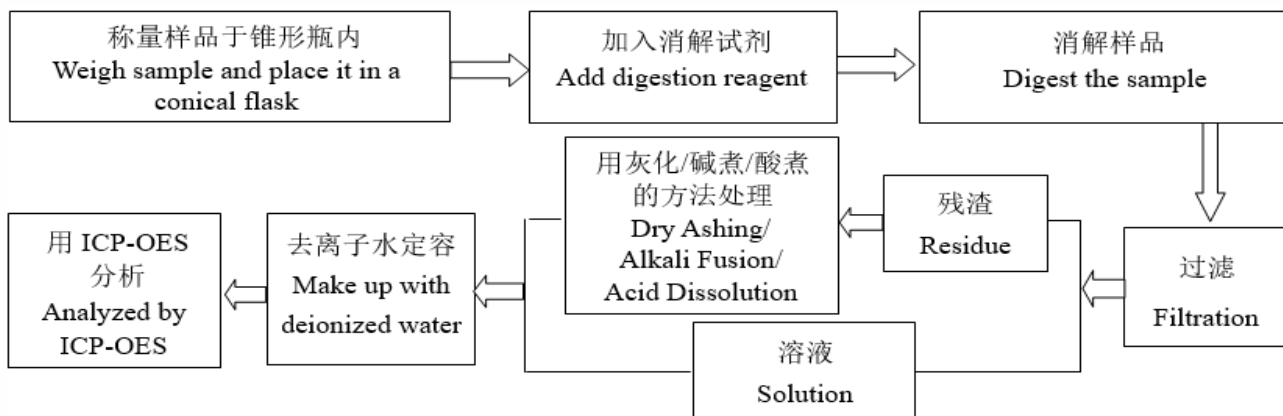 称量样品于锥形瓶内
Weigh sample and place it in a
conical flask
加入消解试剂
Add digestion reagent
消解样品
Digest the sample
过滤
Filtration
残渣
Residue
用灰化/碱煮/酸煮
的方法处理
Dry Ashing/
Alkali Fusion/
Acid Dissolution
溶液
Solution
去离子水定容
Make up with
deionized water
用 ICP-OES
分析
Analyzed by
ICP-OES